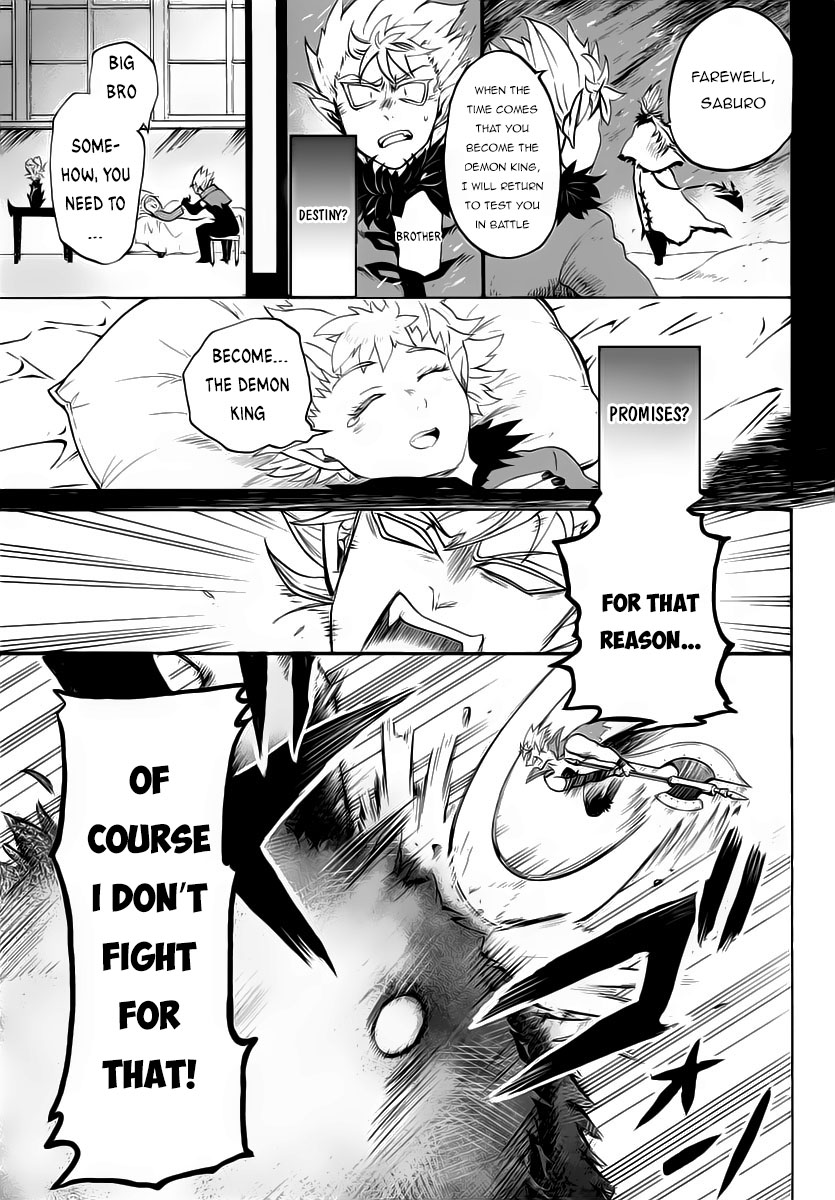 FAREWELL,
SABURO
WHEN THE
TIME COMES
THAT YOU
BECOME THE
DEMON KING,
I WILL RETURN
TO TEST YOU
IN BATTLE
BROTHER
DESTINY?
BIG
BRO
SOME-
HOW, YOU
NEED TO
...
PROMISES?
BECOME...
THE DEMON
KING
FOR THAT
REASON...
OF
COURSE
I DON'T
FIGHT
FOR
THAT!